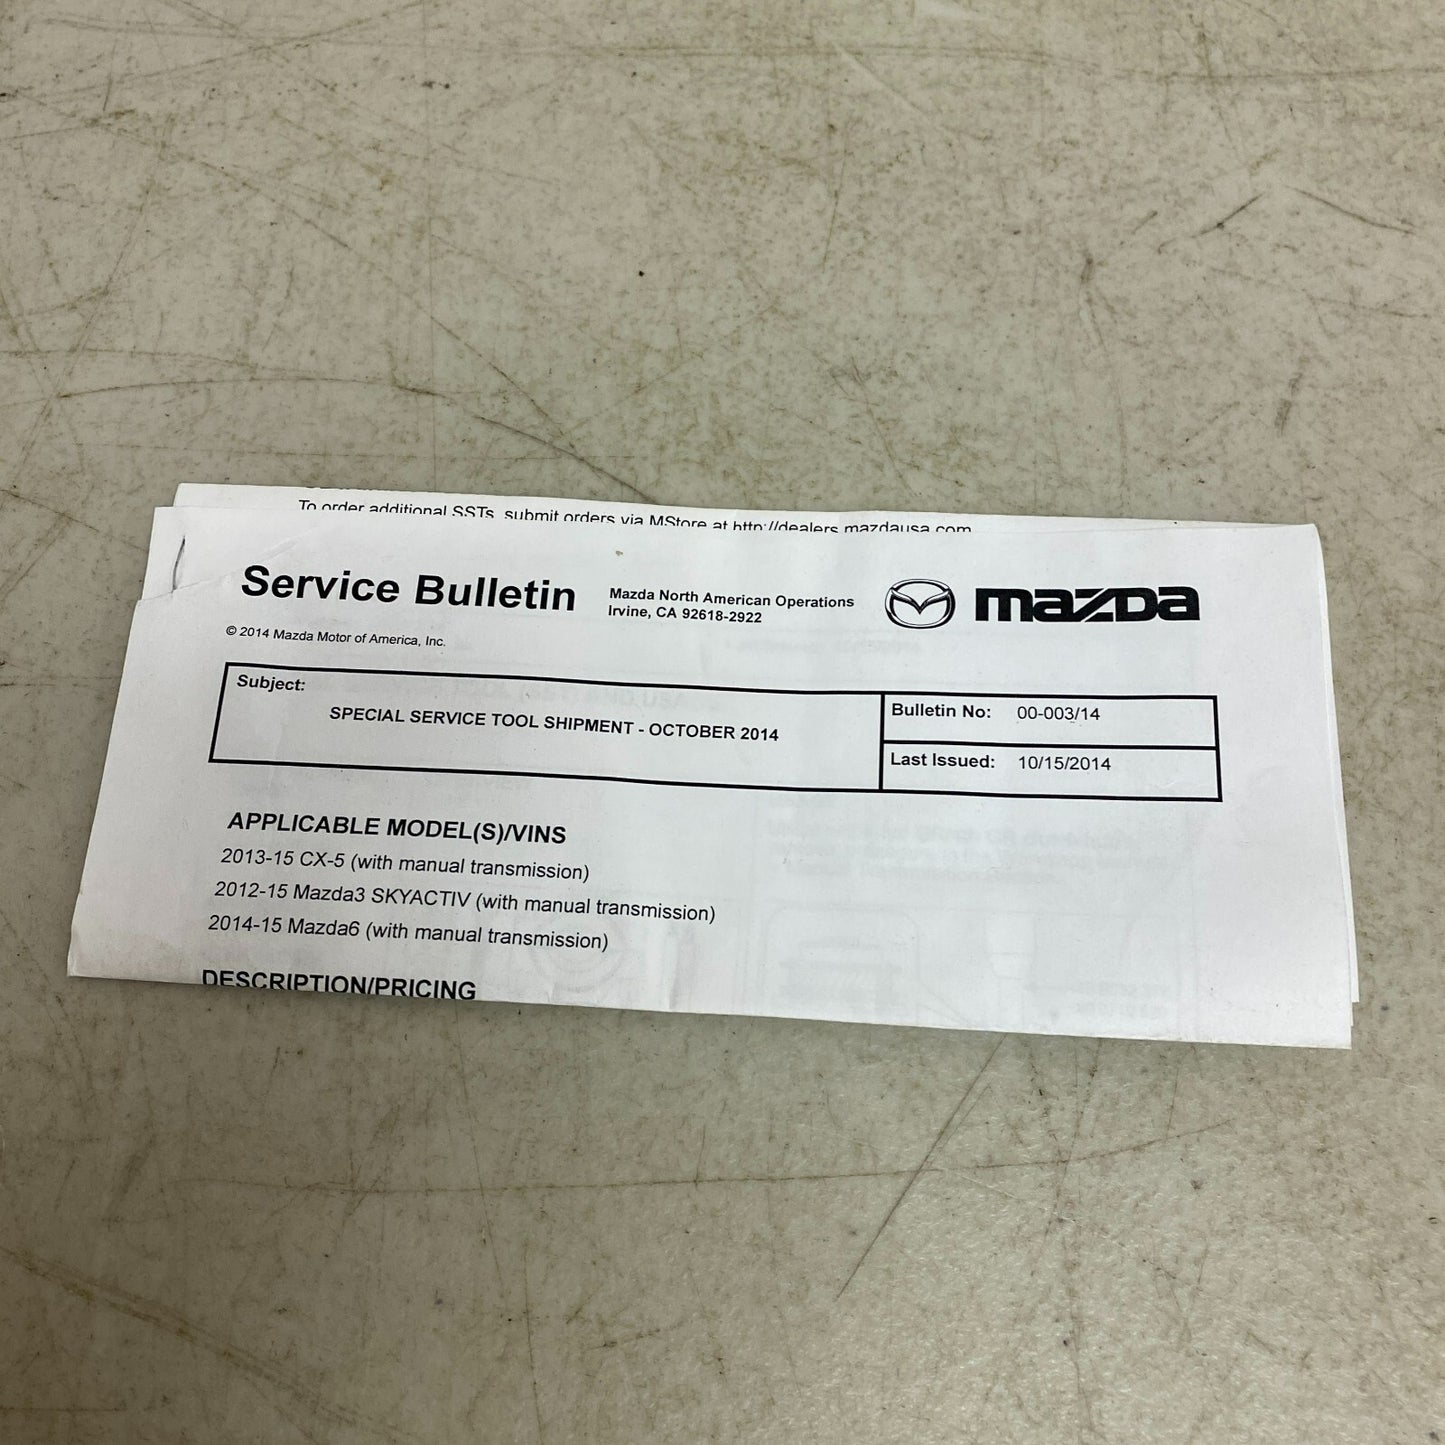 To order additional SSTs, submit orders via MStore at http://dealers.mazdausa.com
Service Bulletin
Mazda North American Operations
Irvine, CA 92618-2922
mazda
© 2014 Mazda Motor of America, Inc.
Subject:
SPECIAL SERVICE TOOL SHIPMENT - OCTOBER 2014
Bulletin No: 00-003/14
Last Issued: 10/15/2014
APPLICABLE MODEL(S)/VINS
2013-15 CX-5 (with manual transmission)
2012-15 Mazda3 SKYACTIV (with manual transmission)
2014-15 Mazda6 (with manual transmission)
DESCRIPTION/PRICING